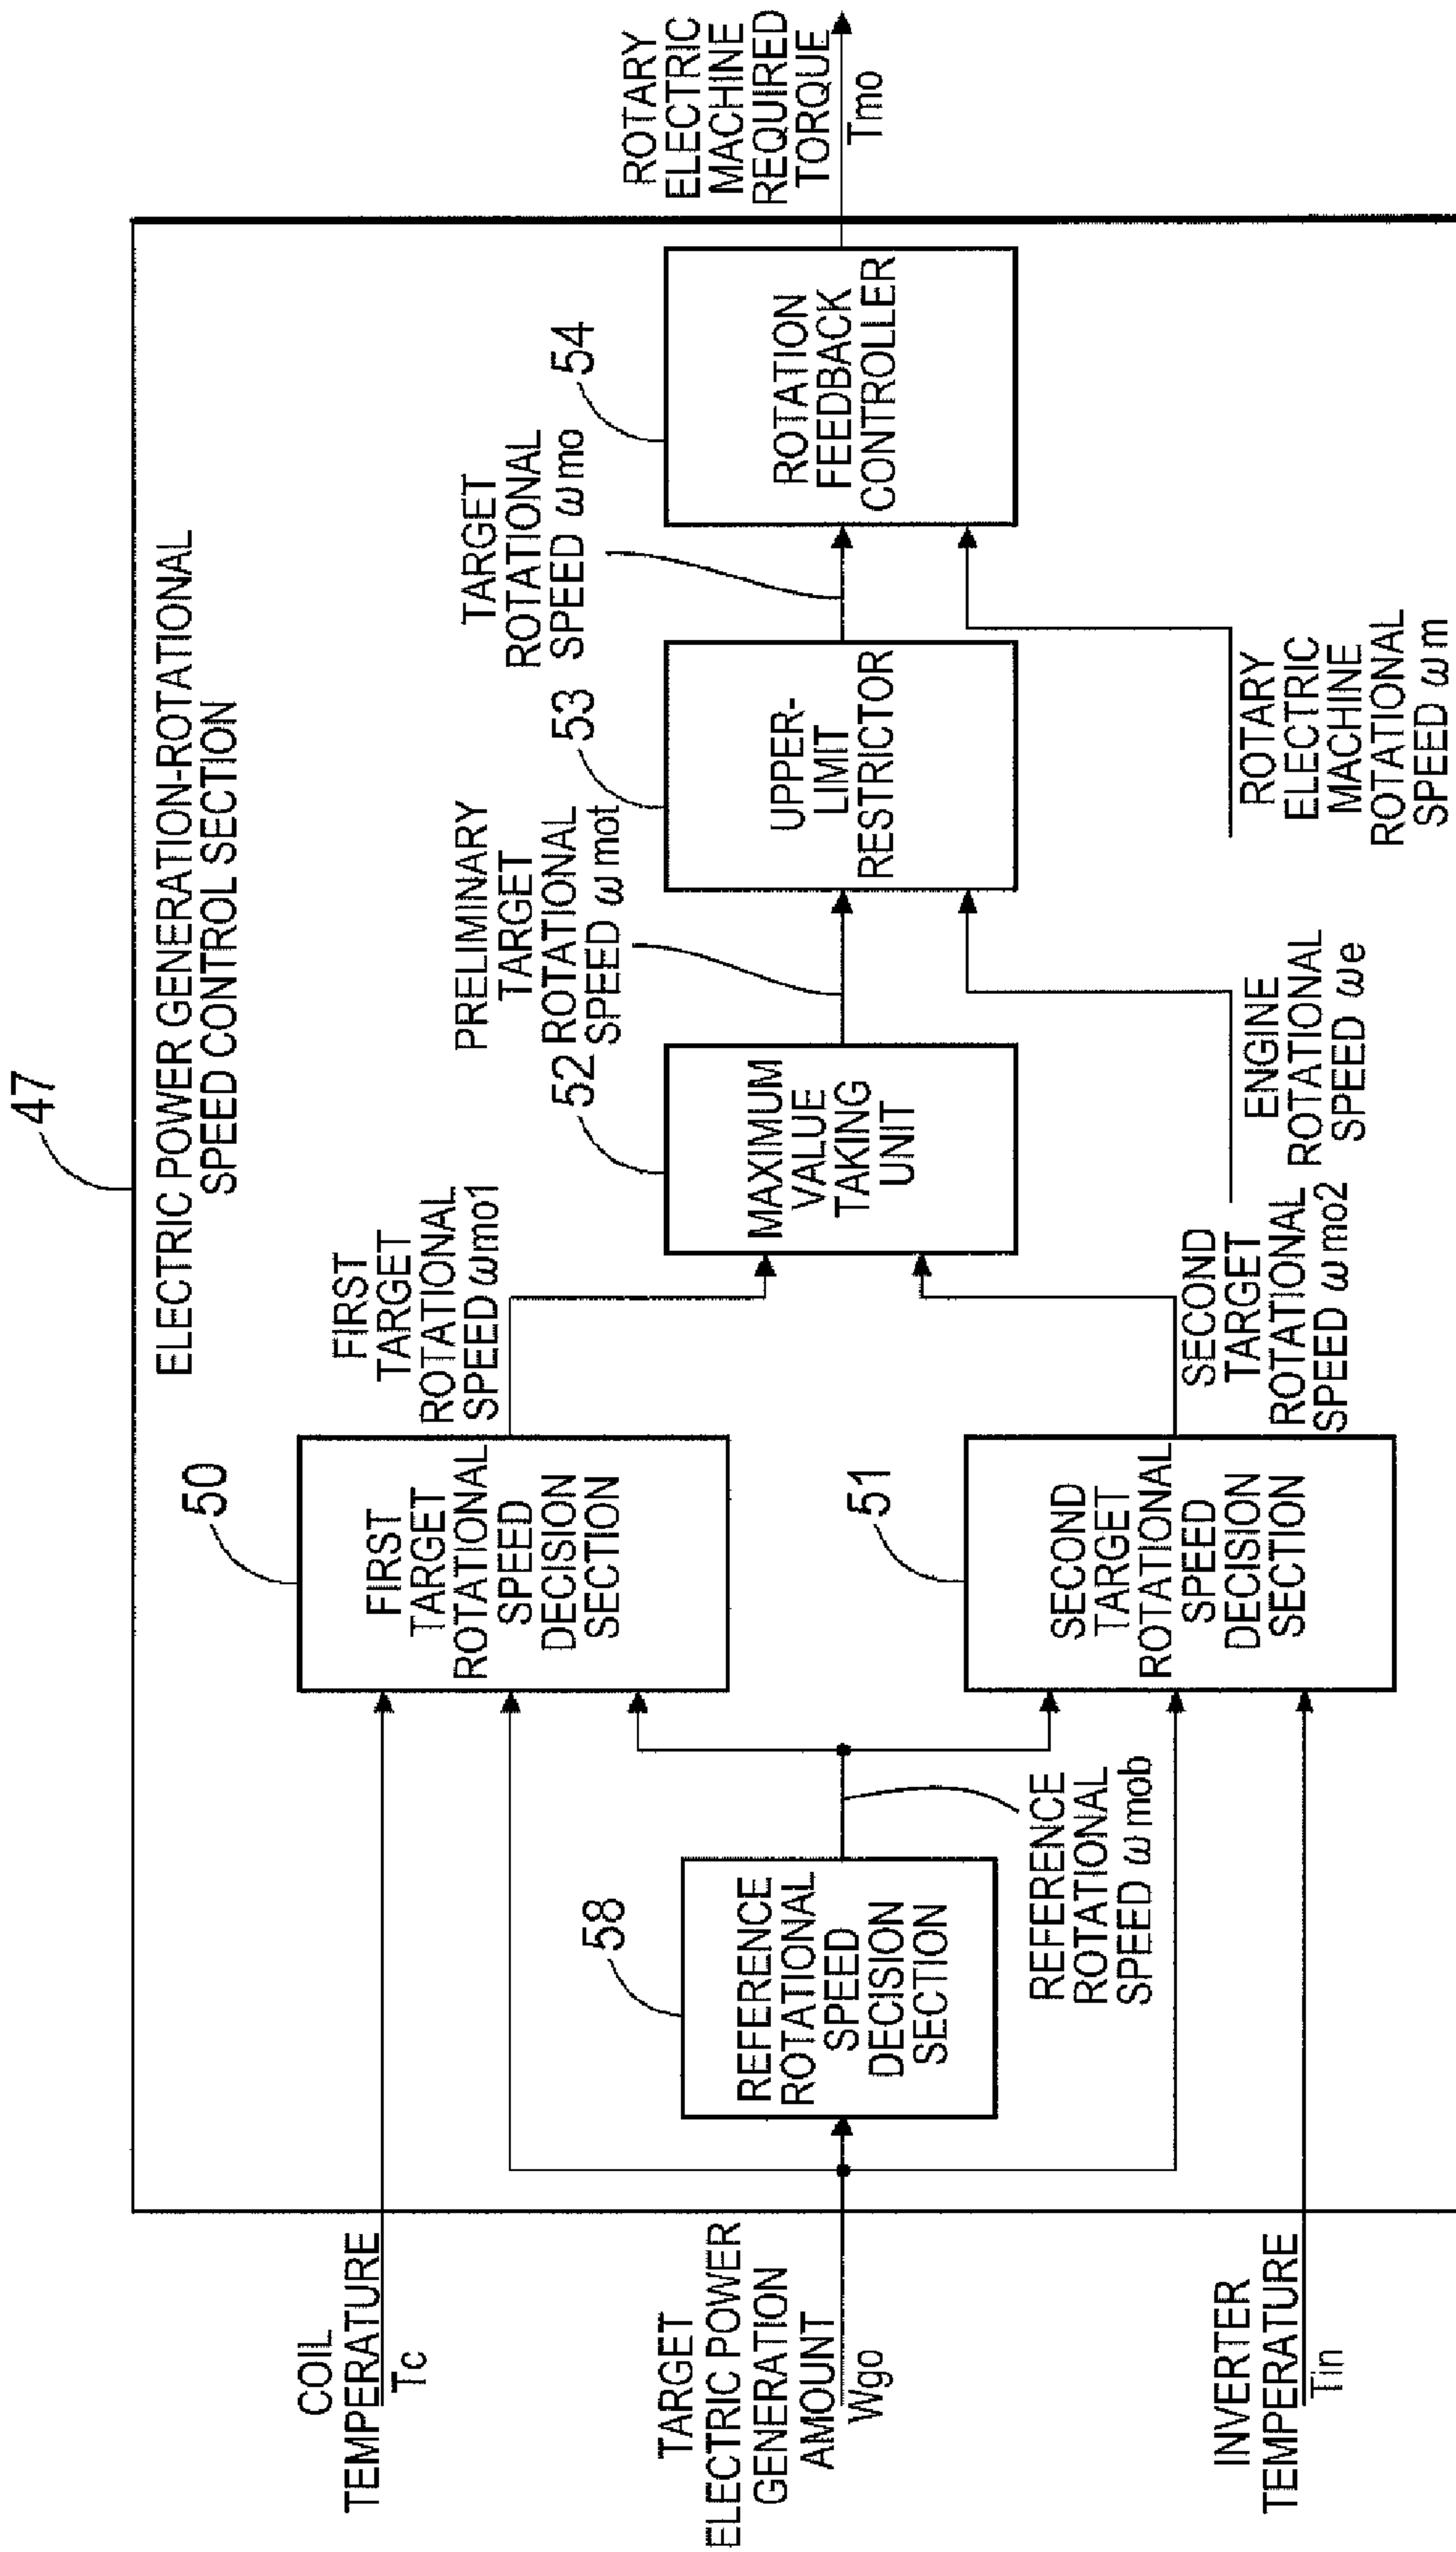 47
ELECTRIC POWER GENERATION-ROTATIONAL
SPEED CONTROL SECTION
COIL
TEMPERATURE
Tc
TARGET
ELECTRIC POWER
GENERATION
AMOUNT
Wgo
INVERTER
TEMPERATURE
Tin
58
REFERENCE
ROTATIONAL
SPEED
DECISION
SECTION
REFERENCE
ROTATIONAL
SPEED ωmob
50
FIRST
TARGET
ROTATIONAL
SPEED
DECISION
SECTION
51
SECOND
TARGET
ROTATIONAL
SPEED
DECISION
SECTION
FIRST
TARGET
ROTATIONAL
SPEED ωmo1
SECOND
TARGET
ROTATIONAL
SPEED ωmo2
52
MAXIMUM
VALUE
TAKING
UNIT
PRELIMINARY
TARGET
ROTATIONAL
SPEED ωmot
ENGINE
ROTATIONAL
SPEED ωe
53
UPPER-
LIMIT
RESTRICTOR
TARGET
ROTATIONAL
SPEED ωmo
ROTARY
ELECTRIC
MACHINE
ROTATIONAL
SPEED ωm
54
ROTATION
FEEDBACK
CONTROLLER
ROTARY
ELECTRIC
MACHINE
REQUIRED
TORQUE
Tmo